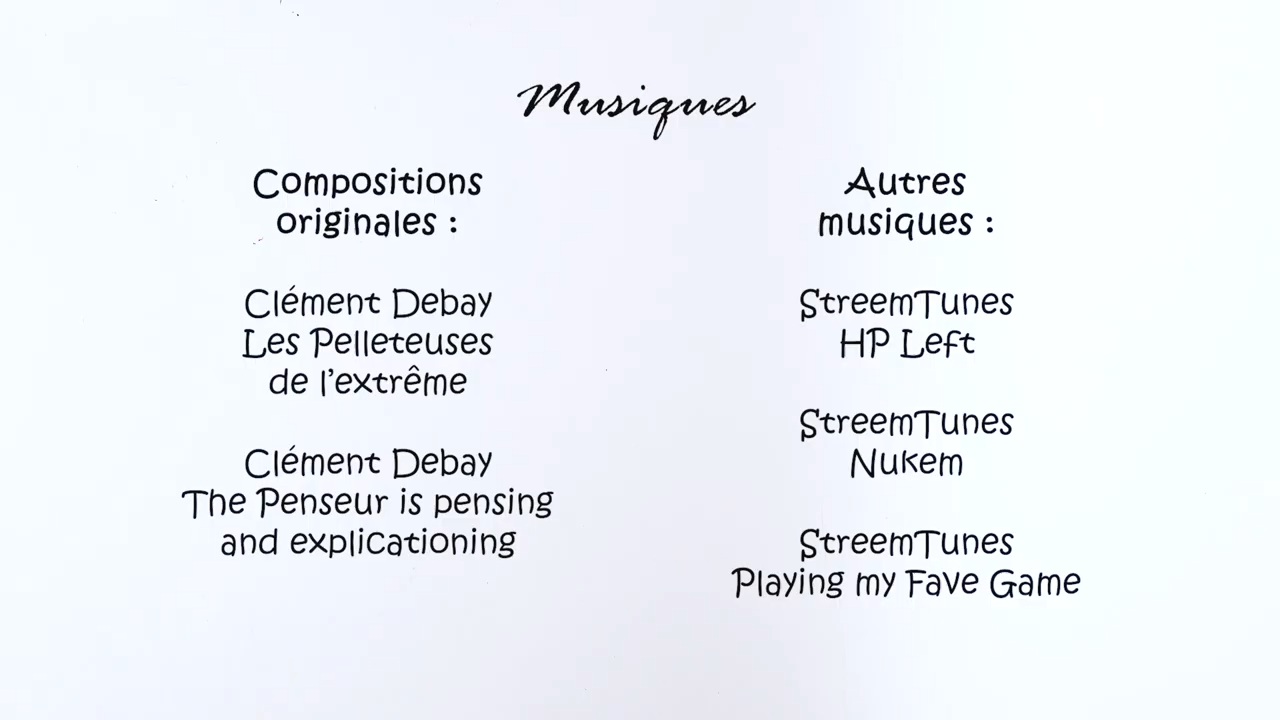 Musiques
Compositions
originales :
Clément Debay
Les Pelleteuses
de l'extrême
Clément Debay
The Penseur is pensing
and explicationing
Autres
musiques :
StreemTunes
HP Left
StreemTunes
Nukem
StreemTunes
Playing my Fave Game